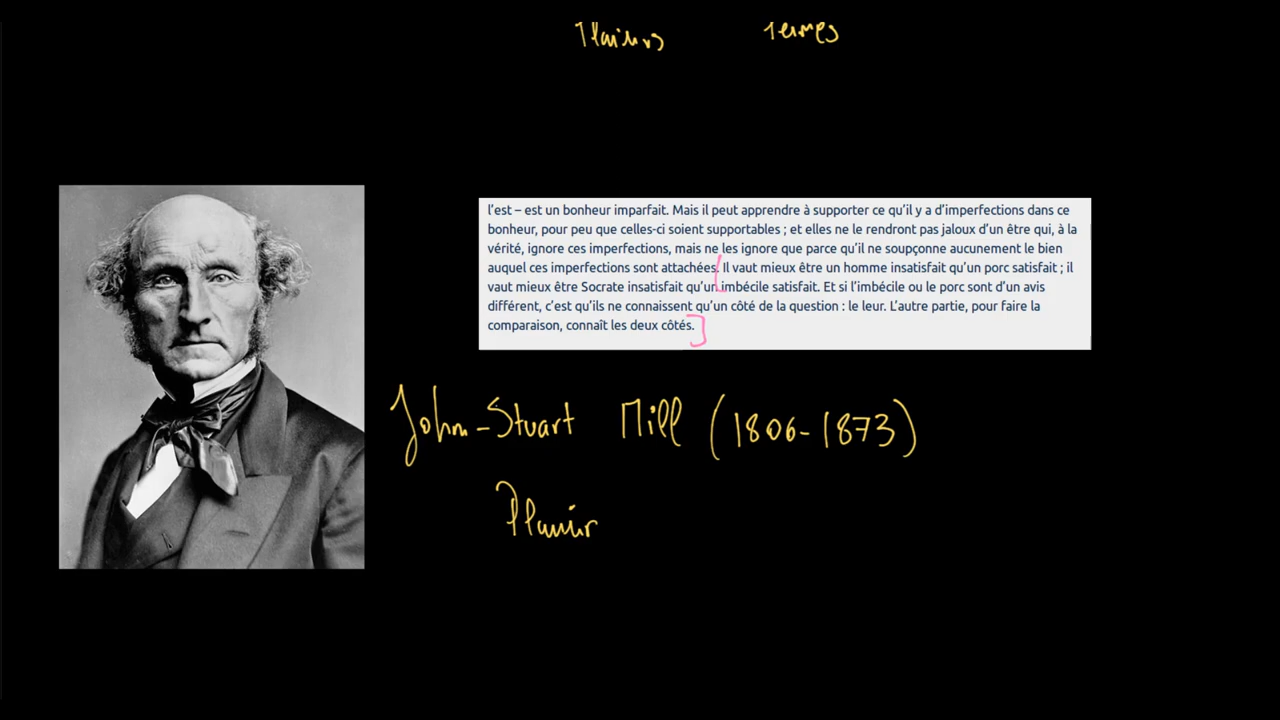 Plaisirs Peines
l'est – est un bonheur imparfait. Mais il peut apprendre à supporter ce qu'il y a d'imperfections dans ce
bonheur, pour peu que celles-ci soient supportables ; et elles ne le rendront pas jaloux d'un être qui, à la
vérité, ignore ces imperfections, mais ne les ignore que parce qu'il ne soupçonne aucunement le bien
auquel ces imperfections sont attachées. Il vaut mieux être un homme insatisfait qu'un porc satisfait ; il
vaut mieux être Socrate insatisfait qu'un imbécile satisfait. Et si l'imbécile ou le porc sont d'un avis
différent, c'est qu'ils ne connaissent qu'un côté de la question : le leur. L'autre partie, pour faire la
comparaison, connaît les deux côtés.
John-Stuart Mill (1806-1873)
Plaisir